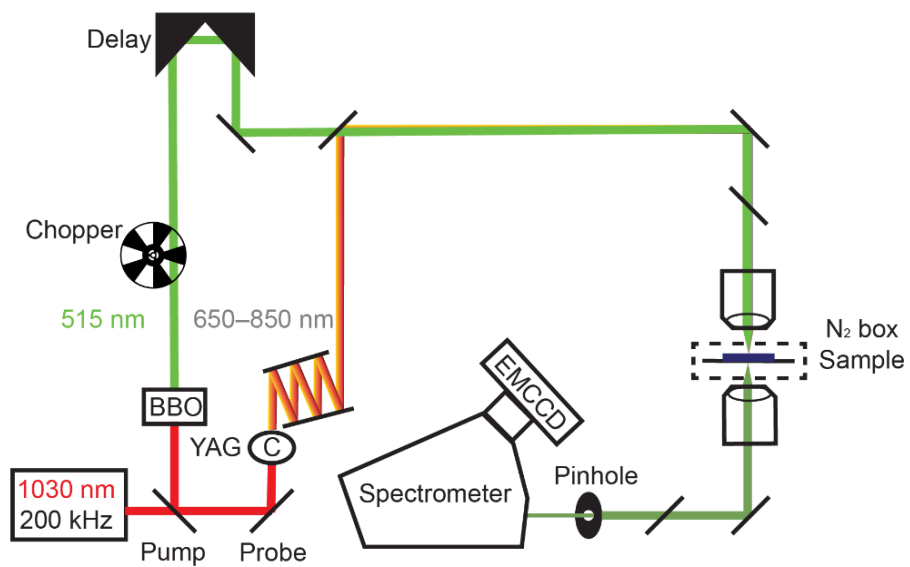 Delay
Chopper
515 nm
650–850 nm
N₂ box
Sample
BBO
EMCCD
YAG
C
Pinhole
Spectrometer
1030 nm
200 kHz
Pump
Probe